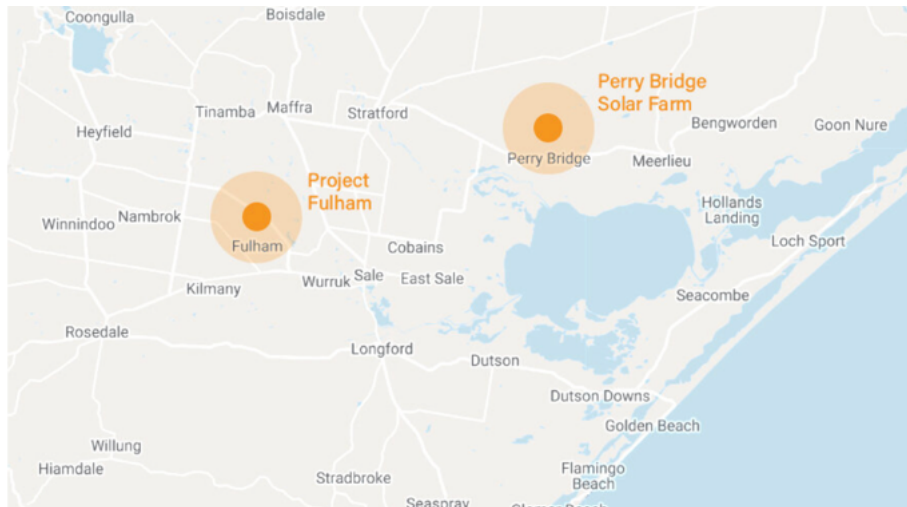 Coongulla
Boisdale
Perry Bridge
Solar Farm
Tinamba
Maffra
Stratford
Bengworden
Goon Nure
Heyfield
Perry Bridge
Meerlieu
Project
Fulham
Hollands
Landing
Winnindoo
Nambrok
Loch Sport
Fulham
Cobains
Kilmany
Wurruk
Sale
East Sale
Seacombe
Rosedale
Longford
Dutson
Dutson Downs
Golden Beach
Willung
Hiamdale
Stradbroke
Flamingo
Beach
Seaspray